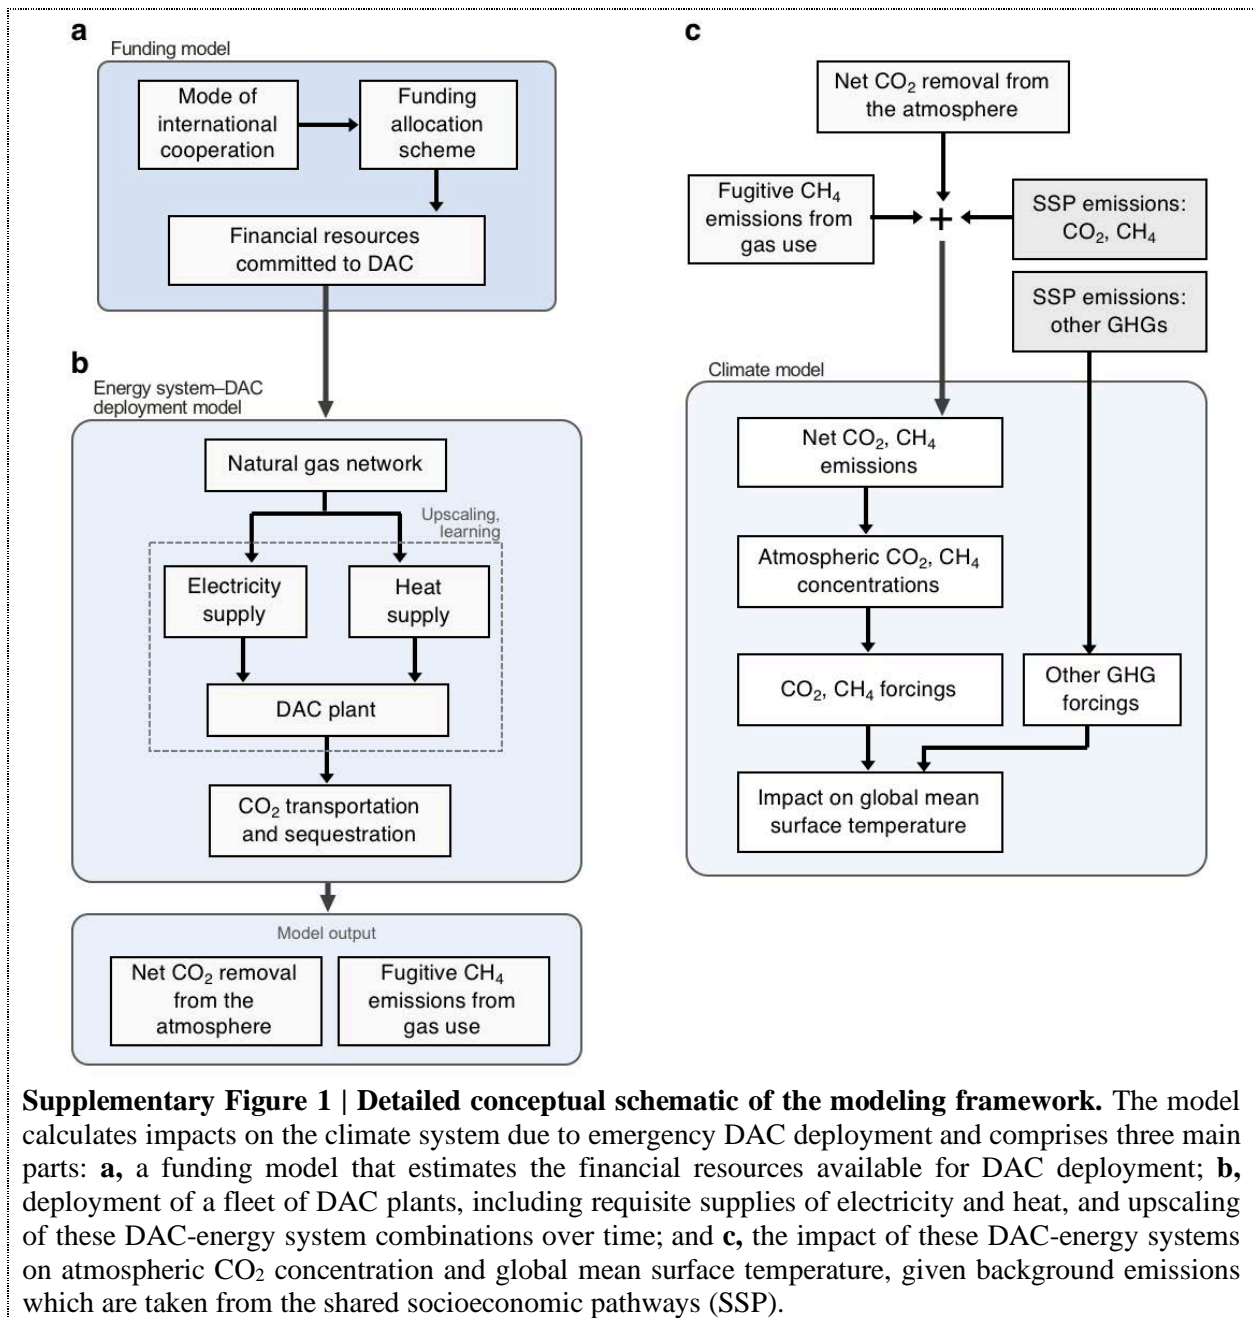 a
Funding model
Mode of
international
cooperation
Funding
allocation
scheme
Financial resources
committed to DAC
b
Energy system–DAC
deployment model
Natural gas network
Upscaling,
learning
Electricity
supply
Heat
supply
DAC plant
CO₂ transportation
and sequestration
Model output
Net CO₂ removal
from the
atmosphere
Fugitive CH₄
emissions from
gas use
c
Net CO₂ removal from
the atmosphere
Fugitive CH₄
emissions from
gas use
+
SSP emissions:
CO₂, CH₄
SSP emissions:
other GHGs
Climate model
Net CO₂, CH₄
emissions
Atmospheric CO₂, CH₄
concentrations
CO₂, CH₄ forcings
Other GHG
forcings
Impact on global mean
surface temperature
Supplementary Figure 1 | Detailed conceptual schematic of the modeling framework. The model
calculates impacts on the climate system due to emergency DAC deployment and comprises three main
parts: a, a funding model that estimates the financial resources available for DAC deployment; b,
deployment of a fleet of DAC plants, including requisite supplies of electricity and heat, and upscaling
of these DAC-energy system combinations over time; and c, the impact of these DAC-energy systems
on atmospheric CO₂ concentration and global mean surface temperature, given background emissions
which are taken from the shared socioeconomic pathways (SSP).